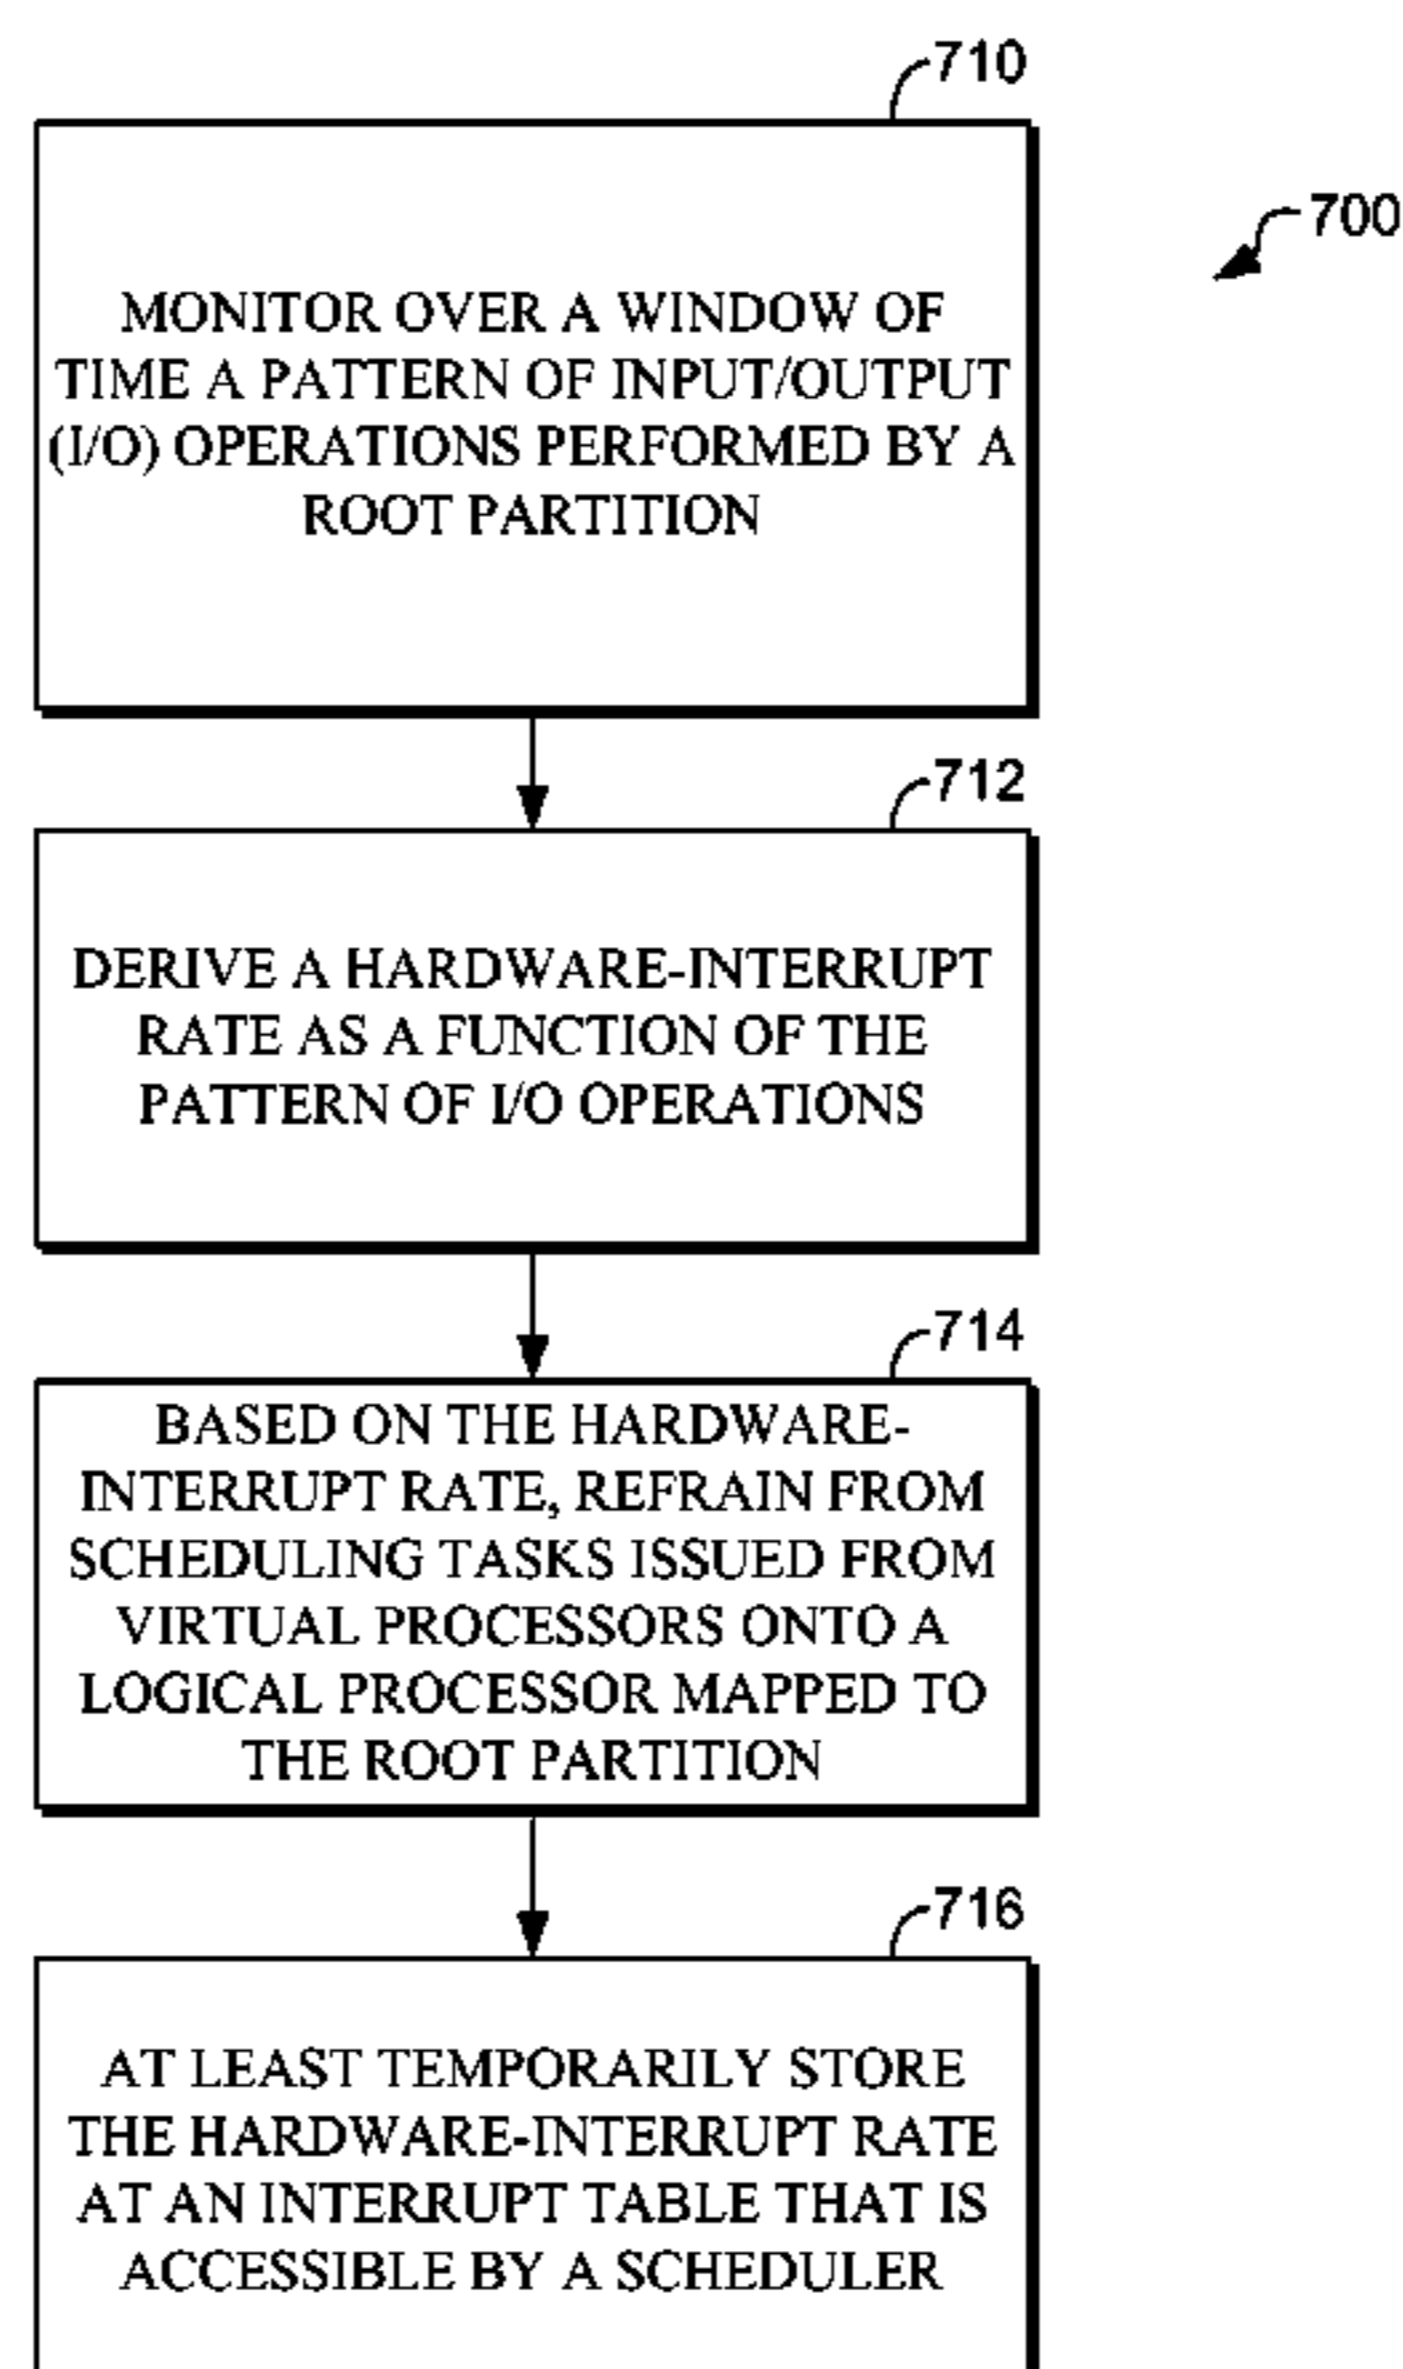 710
700
MONITOR OVER A WINDOW OF
TIME A PATTERN OF INPUT/OUTPUT
(I/O) OPERATIONS PERFORMED BY A
ROOT PARTITION
712
DERIVE A HARDWARE-INTERRUPT
RATE AS A FUNCTION OF THE
PATTERN OF I/O OPERATIONS
714
BASED ON THE HARDWARE-
INTERRUPT RATE, REFRAIN FROM
SCHEDULING TASKS ISSUED FROM
VIRTUAL PROCESSORS ONTO A
LOGICAL PROCESSOR MAPPED TO
THE ROOT PARTITION
716
AT LEAST TEMPORARILY STORE
THE HARDWARE-INTERRUPT RATE
AT AN INTERRUPT TABLE THAT IS
ACCESSIBLE BY A SCHEDULER